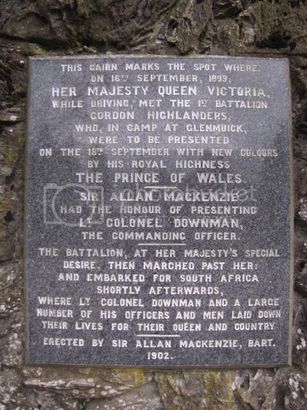 THIS CAIRN MARKS THE SPOT WHERE,
ON 16TH SEPTEMBER, 1899,
HER MAJESTY QUEEN VICTORIA,
WHILE DRIVING, MET THE 1ST BATTALION
GORDON HIGHLANDERS,
WHO, IN CAMP AT GLENMUICK,
WERE TO BE PRESENTED
ON THE 18TH SEPTEMBER WITH NEW COLOURS
BY HIS ROYAL HIGHNESS
THE PRINCE OF WALES
SIR ALLAN MACKENZIE
HAD THE HONOUR OF PRESENTING
LT COLONEL DOWNMAN,
THE COMMANDING OFFICER.
THE BATTALION, AT HER MAJESTY'S SPECIAL
DESIRE, THEN MARCHED PAST HER:
AND EMBARKED FOR SOUTH AFRICA
SHORTLY AFTERWARDS,
WHERE LT COLONEL DOWNMAN AND A LARGE
NUMBER OF HIS OFFICERS AND MEN LAID DOWN
THEIR LIVES FOR THEIR QUEEN AND COUNTRY
ERECTED BY SIR ALLAN MACKENZIE, BART.
1902.